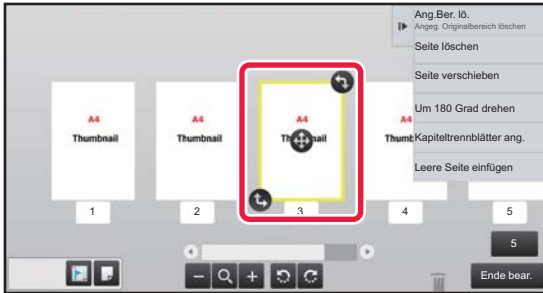 Ang.Ber. lö.
Angeg. Originalbereich löschen
Seite löschen
Seite verschieben
Um 180 Grad drehen
Kapiteltrennblätter ang.
Leere Seite einfügen
A4
Thumbnail
A4
Thumbnail
A4
A4
1
2
3
4
5
5
Ende bear.